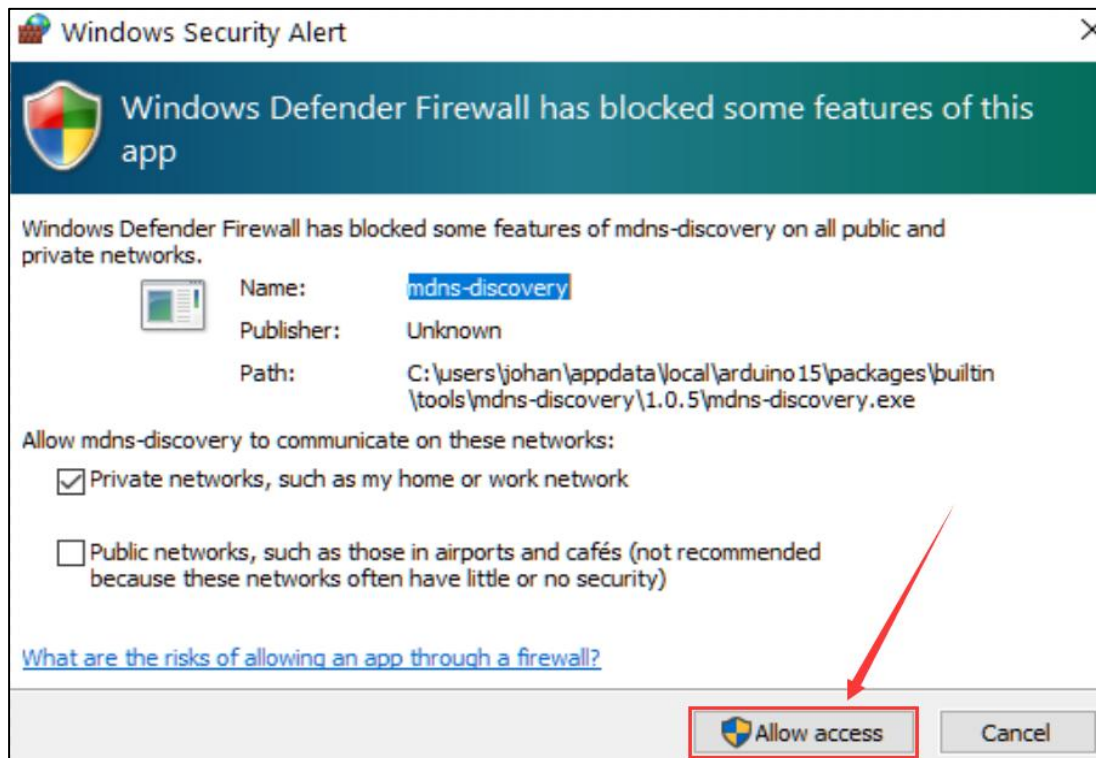 Windows Security Alert
Windows Defender Firewall has blocked some features of this
app
Windows Defender Firewall has blocked some features of mdns-discovery on all public and
private networks.
Name: mdns-discovery
Publisher: Unknown
Path: C:\users\johan\appdata\local\arduino15\packages\builtin
\tools\mdns-discovery\1.0.5\mdns-discovery.exe
Allow mdns-discovery to communicate on these networks:
Private networks, such as my home or work network
Public networks, such as those in airports and cafés (not recommended
because these networks often have little or no security)
What are the risks of allowing an app through a firewall?
Allow access Cancel